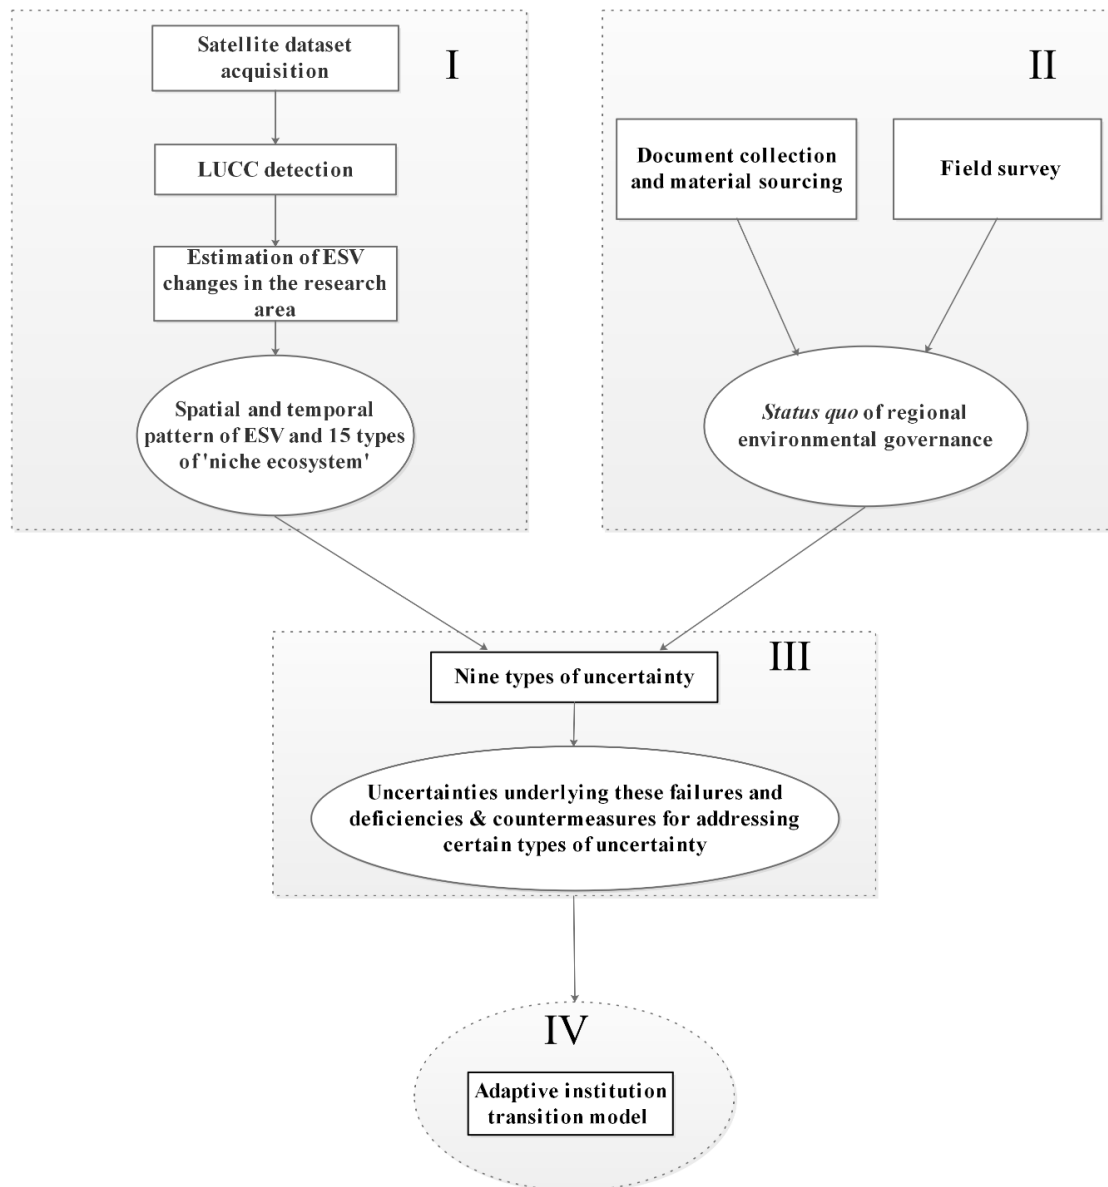 Satellite dataset
acquisition
I
LUCC detection
Estimation of ESV
changes in the research
area
Spatial and temporal
pattern of ESV and 15 types
of 'niche ecosystem'
II
Document collection
and material sourcing
Field survey
Status quo of regional
environmental governance
III
Nine types of uncertainty
Uncertainties underlying these failures and
deficiencies & countermeasures for addressing
certain types of uncertainty
IV
Adaptive institution
transition model